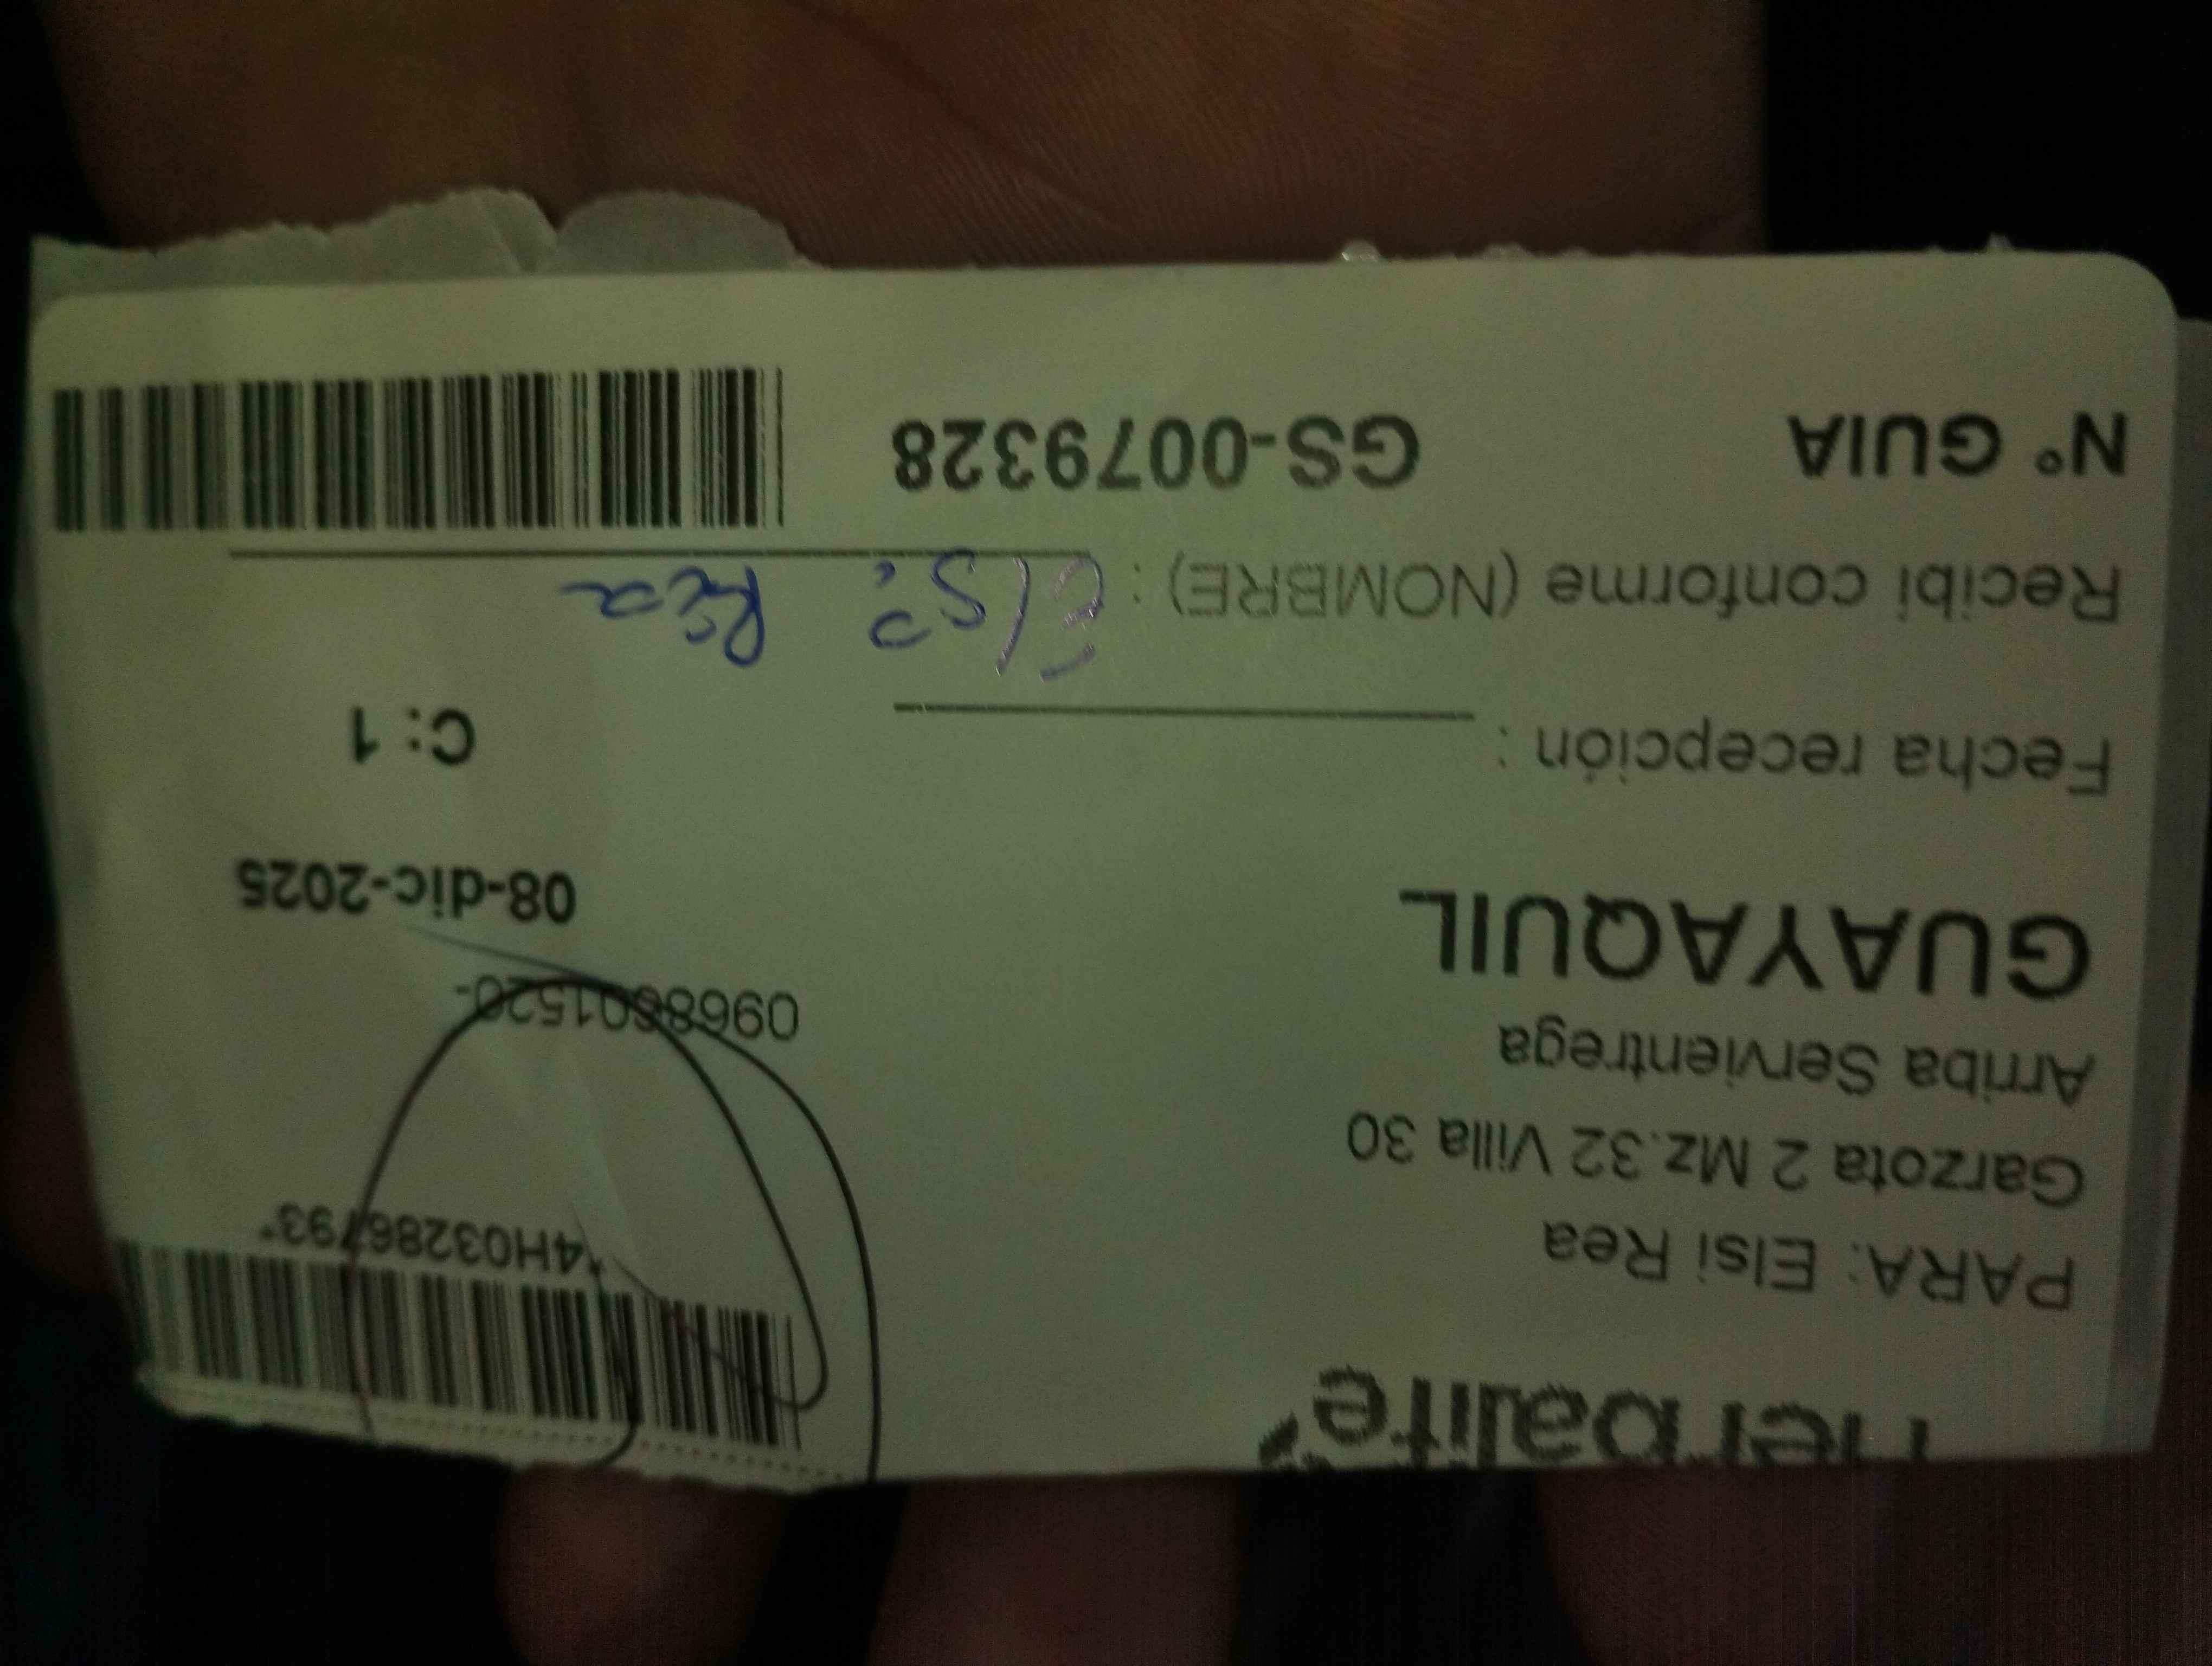 Herbalife
*4H03286793*
PARA: Elsi Rea
Garzota 2 Mz.32 Villa 30
Arriba Servientrega
GUAYAQUIL
08-dic-2025
Fecha recepción :
C: 1
Recibi conforme (NOMBRE) : Elsi Rea
N° GUIA GS-0079328